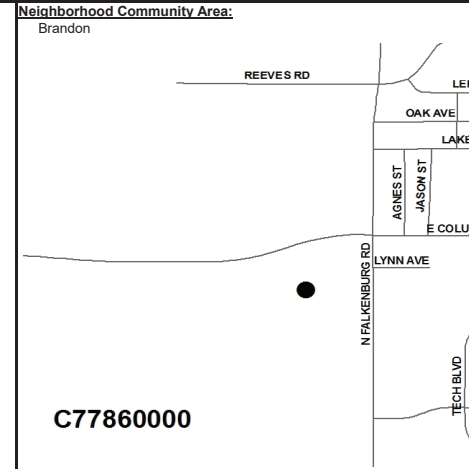 Neighborhood Community Area:
Brandon
REEVES RD
OAK AVE
AGNES ST
JASON ST
N FALKENBURG RD
LYNN AVE
TECH BLVD
C77860000